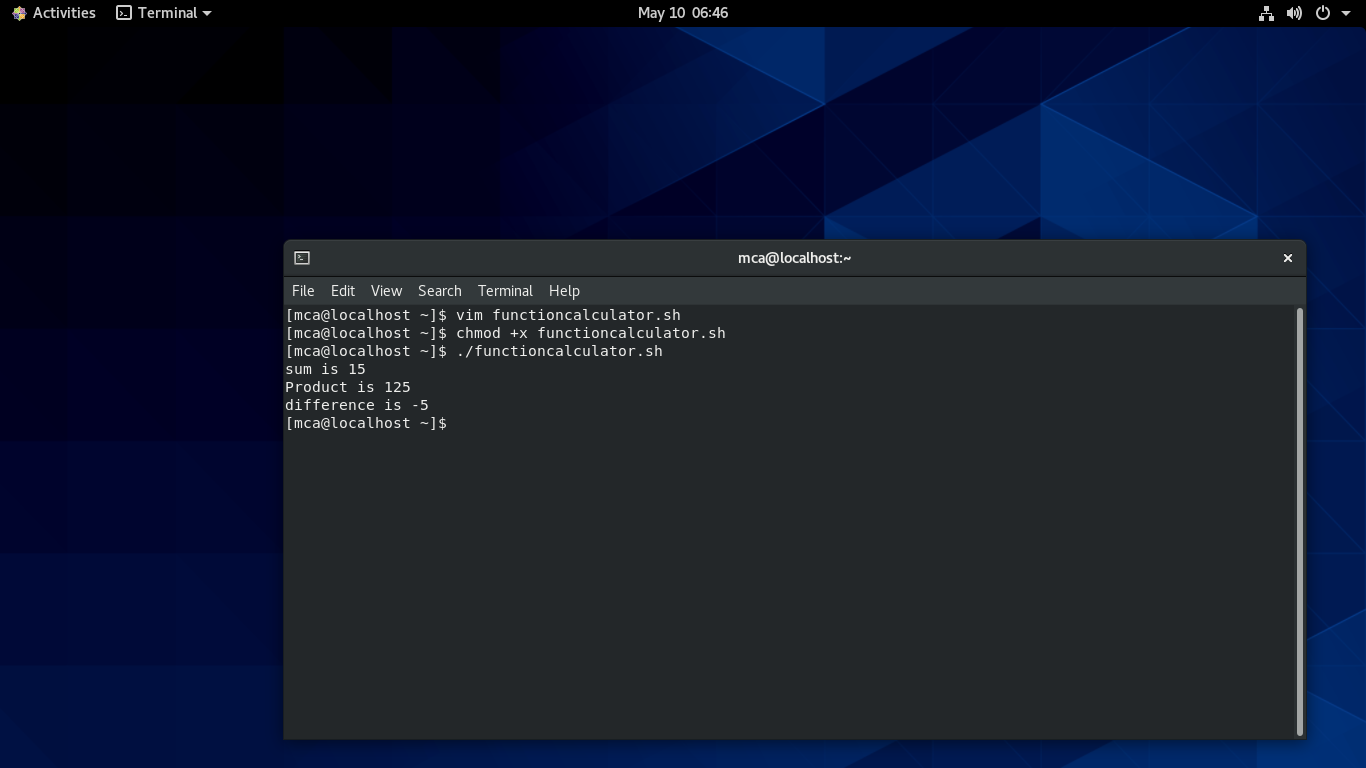 Activities Terminal May 10 06:46
mca@localhost:~
File Edit View Search Terminal Help
[mca@localhost ~]$ vim functioncalculator.sh
[mca@localhost ~]$ chmod +x functioncalculator.sh
[mca@localhost ~]$ ./functioncalculator.sh
sum is 15
Product is 125
difference is -5
[mca@localhost ~]$